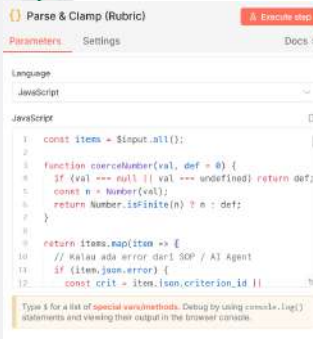 {} Parse & Clamp (Rubric)
Execute step
Parameters
Settings
Docs
Language
JavaScript
JavaScript
1 const items = $input.all();
2
3 function coerceNumber(val, def = 0) {
4 if (val === null || val === undefined) return def;
5 const n = Number(val);
6 return Number.isFinite(n) ? n : def;
7 }
8
9 return items.map(item => {
10 // Kalau ada error dari SOP / AI Agent
11 if (item.json.error) {
12 const crit = item.json.criterion_id ||
Type $ for a list of special vars/methods. Debug by using console.log()
statements and viewing their output in the browser console.